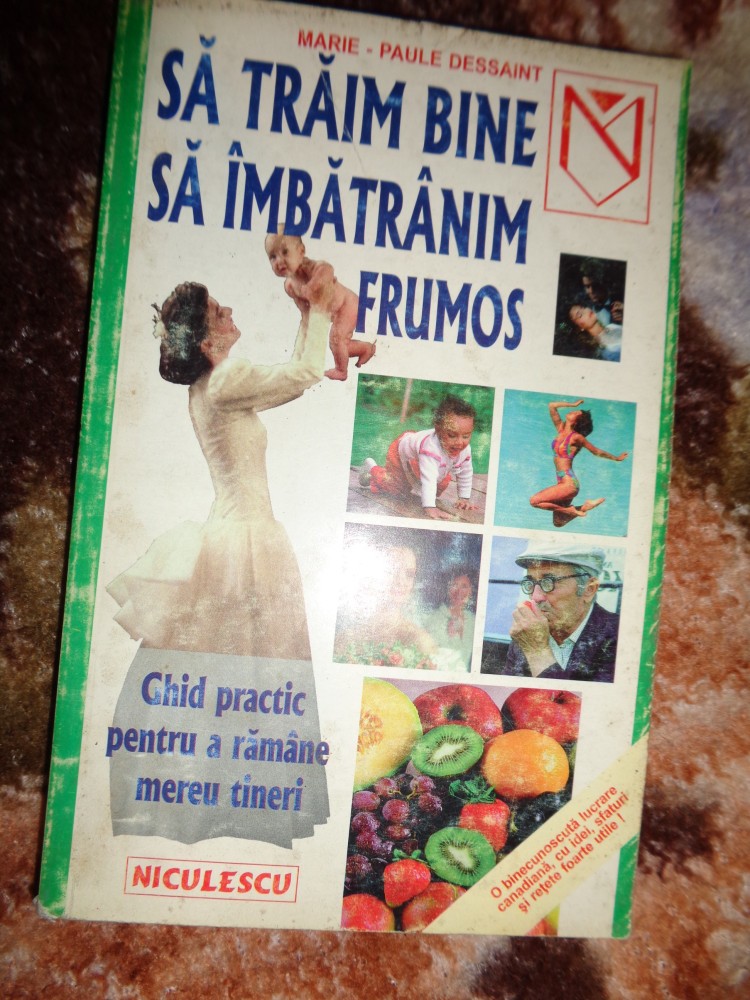 MARIE - PAULE DESSAINT
SĂ TRĂIM BINE
SĂ ÎMBĂTRÂNIM
FRUMOS
Ghid practic
pentru a rămâne
mereu tineri
NICULESCU
O binecunoscută lucrare
canadiană, cu idei, sfaturi
și rețete foarte utile !